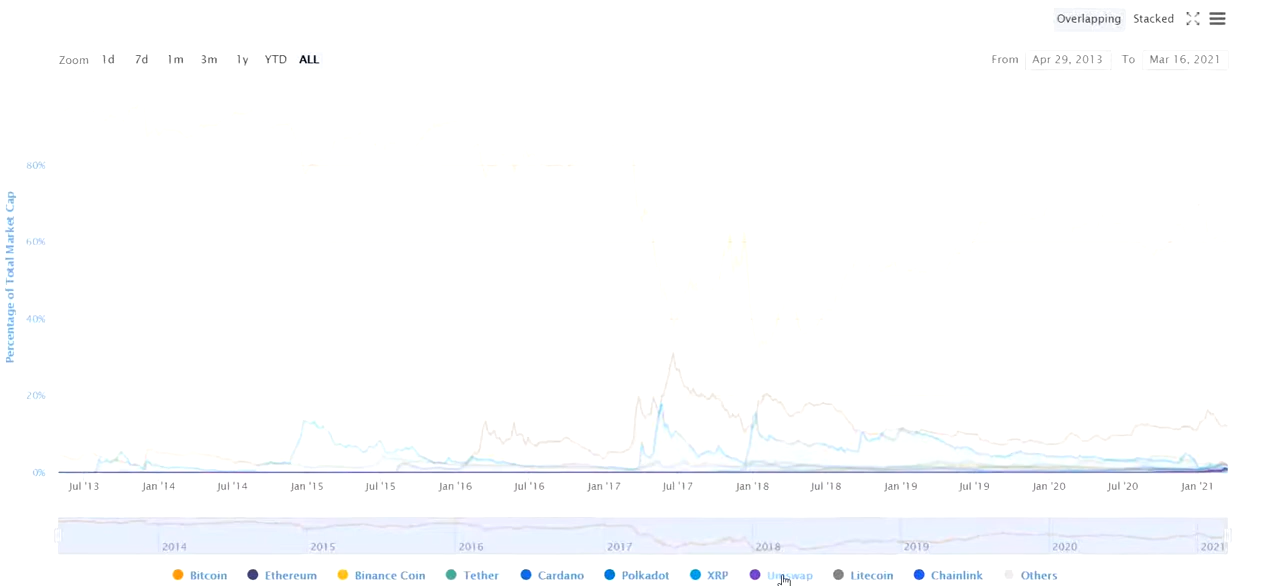 Overlapping Stacked
Zoom 1d 7d 1m 3m 1y YTD ALL From Apr 29, 2013 To Mar 16, 2021
Percentage of Total Market Cap
80%
60%
40%
20%
0%
Jul '13 Jan '14 Jul '14 Jan '15 Jul '15 Jan '16 Jul '16 Jan '17 Jul '17 Jan '18 Jul '18 Jan '19 Jul '19 Jan '20 Jul '20 Jan '21
2014 2015 2016 2017 2018 2019 2020 2021
Bitcoin Ethereum Binance Coin Tether Cardano Polkadot XRP Uniswap Litecoin Chainlink Others